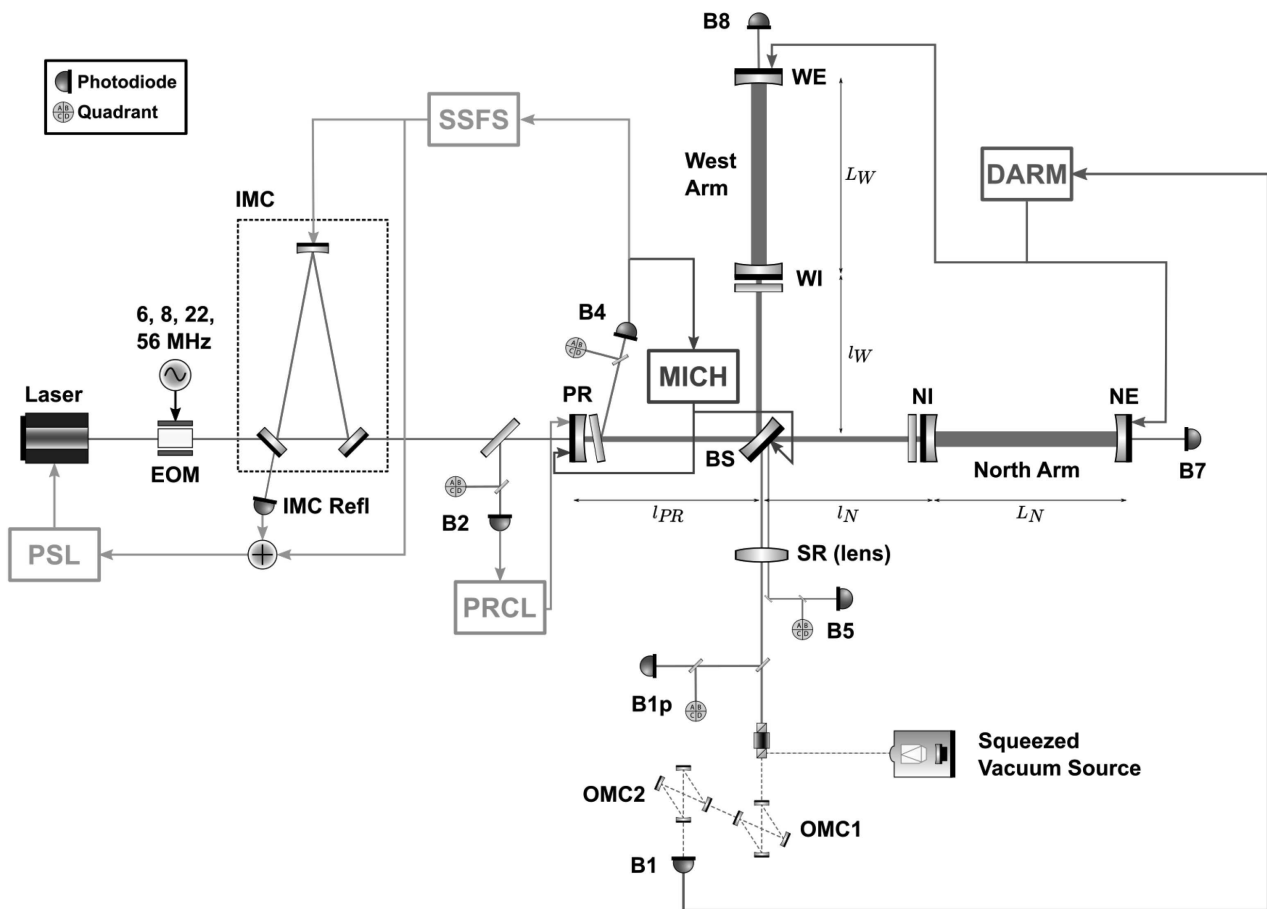 B8
Photodiode
A B
C D
Quadrant
WE
SSFS
West
Arm
L_W
DARM
IMC
WI
6, 8, 22,
56 MHz
B4
A B
C D
l_W
MICH
Laser
PR
NI
NE
BS
EOM
North Arm
B7
IMC Refl
A B
C D
B2
l_PR
l_N
L_N
PSL
SR (lens)
PRCL
A B
C D
B5
B1p
A B
C D
Squeezed
Vacuum Source
OMC2
OMC1
B1